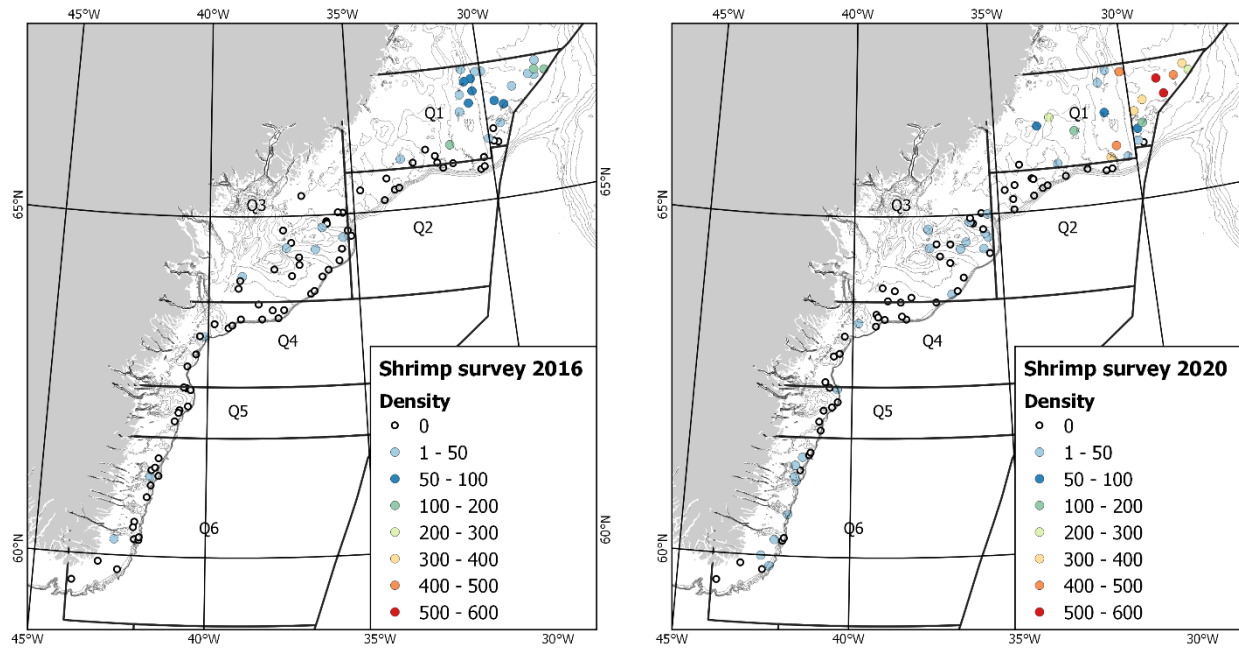 45°W 40°W 35°W 30°W
45°W 40°W 35°W 30°W
Q1
Q1
65°N
65°N
65°N
65°N
Q3
Q3
Q2
Q2
Q4
Q4
Shrimp survey 2016
Density
0
1 - 50
50 - 100
100 - 200
200 - 300
300 - 400
400 - 500
500 - 600
Shrimp survey 2020
Density
0
1 - 50
50 - 100
100 - 200
200 - 300
300 - 400
400 - 500
500 - 600
Q5
Q5
Q6
Q6
60°N
60°N
60°N
60°N
45°W 40°W 35°W
45°W 40°W 35°W